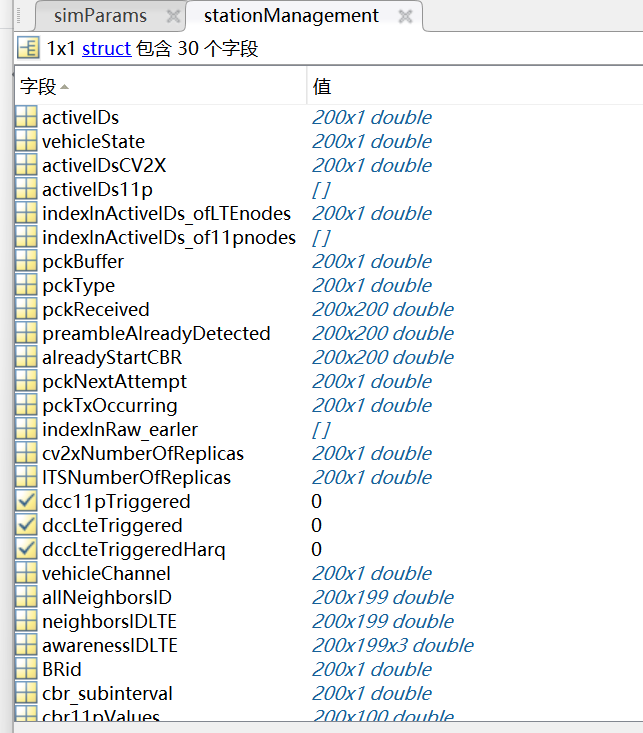 simParams stationManagement
1x1 struct 包含 30 个字段
字段 值
activeIDs 200x1 double
vehicleState 200x1 double
activeIDsCV2X 200x1 double
activeIDs11p []
indexInActiveIDs_ofLTEnodes 200x1 double
indexInActiveIDs_of11pnodes []
pckBuffer 200x1 double
pckType 200x1 double
pckReceived 200x200 double
preambleAlreadyDetected 200x200 double
alreadyStartCBR 200x200 double
pckNextAttempt 200x1 double
pckTxOccurring 200x1 double
indexInRaw_earler []
cv2xNumberOfReplicas 200x1 double
ITSNumberOfReplicas 200x1 double
dcc11pTriggered 0
dccLteTriggered 0
dccLteTriggeredHarq 0
vehicleChannel 200x1 double
allNeighborsID 200x199 double
neighborsIDLTE 200x199 double
awarenessIDLTE 200x199x3 double
BRid 200x1 double
cbr_subinterval 200x1 double
cbr11pValues 200x100 double